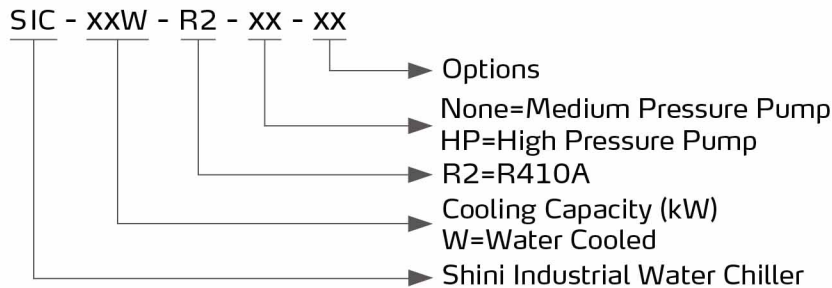 SIC - xxW - R2 - xx - xx
Options
None=Medium Pressure Pump
HP=High Pressure Pump
R2=R410A
Cooling Capacity (kW)
W=Water Cooled
Shini Industrial Water Chiller